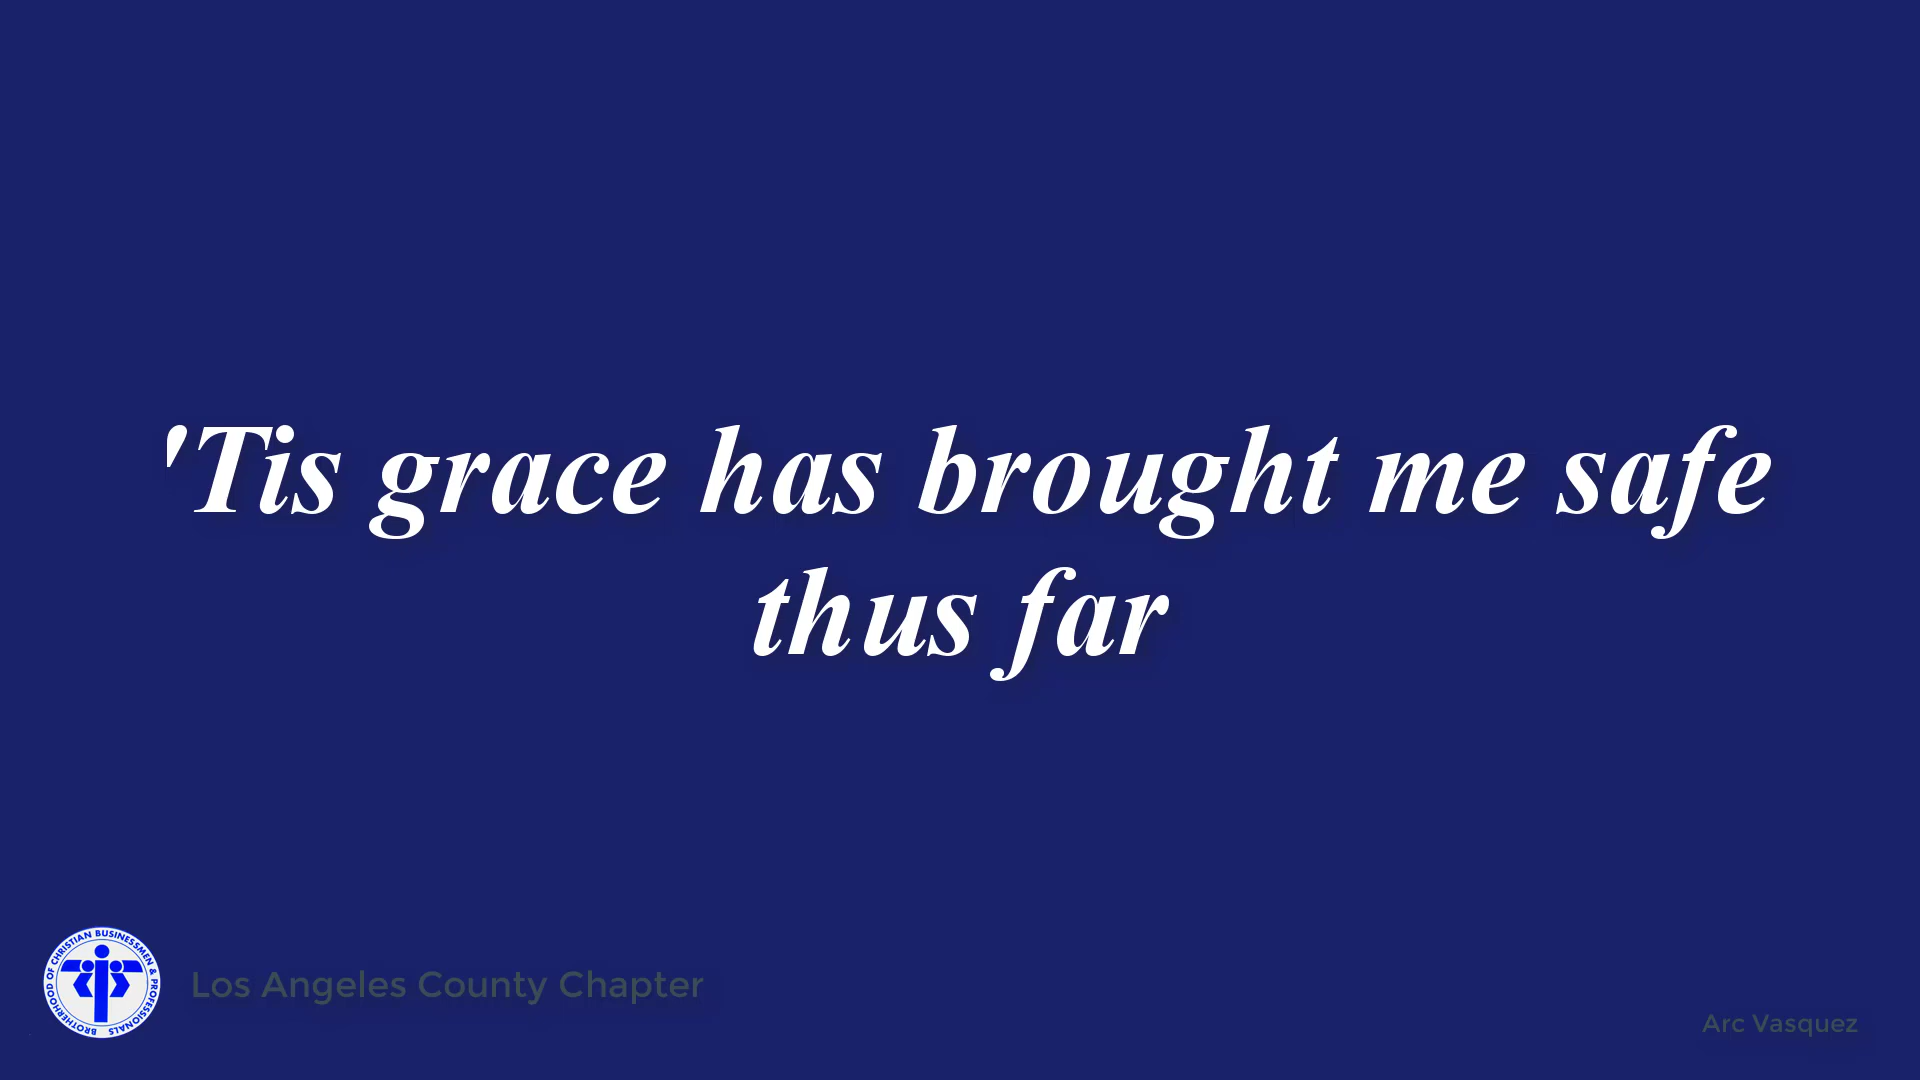 'Tis grace has brought me safe
thus far
BROTHERHOOD OF CHRISTIAN BUSINESSMEN & PROFESSIONALS
Los Angeles County Chapter
Arc Vasquez